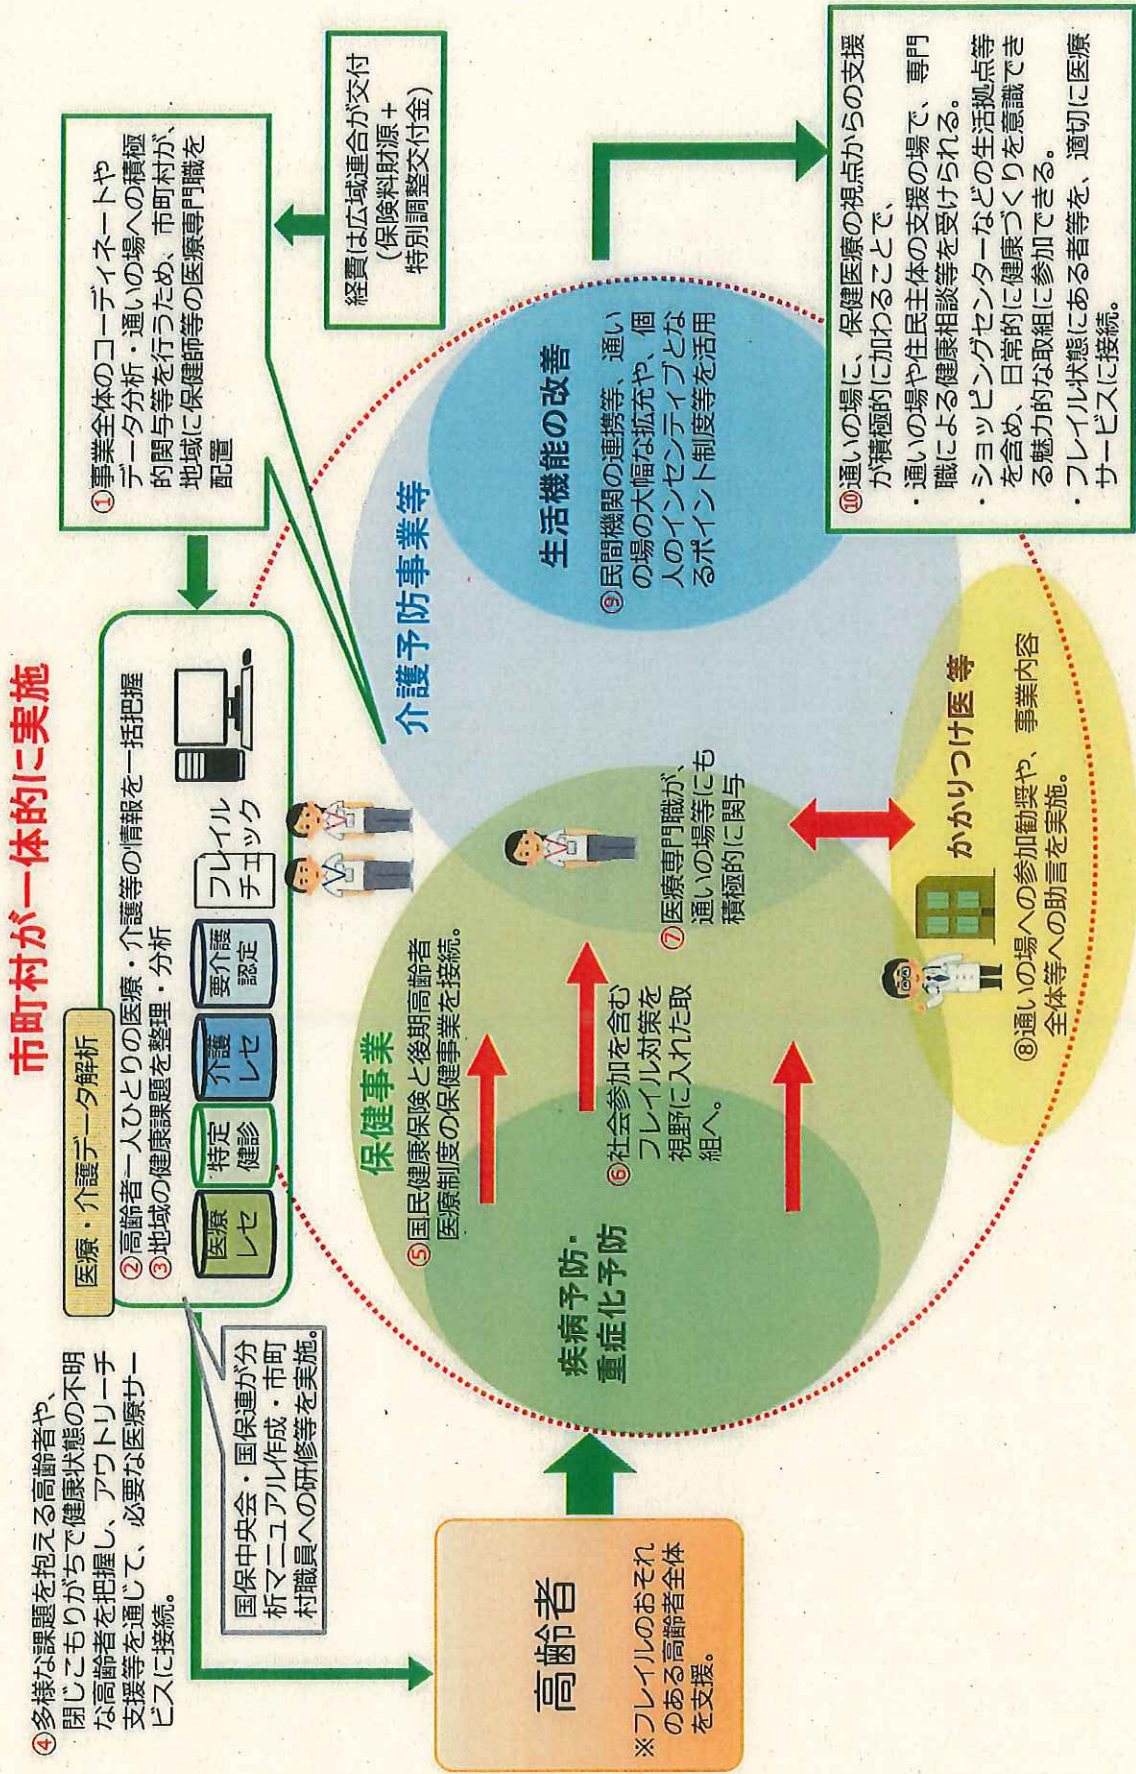 市町村が一体的に実施
④多様な課題を抱える高齢者や、
閉じこもりがちで健康状態の不明
な高齢者を把握し、アウトリーチ
支援等を通じて、必要な医療サー
ビスに接続。
医療・介護データ解析
②高齢者一人ひとりの医療・介護等の情報を一括把握
③地域の健康課題を整理・分析
医療
レセ
特定
健診
介護
レセ
要介護
認定
フレイル
チェック
①事業全体のコーディネートや
データ分析・通いの場への積極
的関与等を行うため、市町村が、
地域に保健師等の医療専門職を
配置
経費は広域連合が交付
(保険料財源+
特別調整交付金)
国保中央会・国保連が分
析マニュアル作成・市町
村職員への研修等を実施。
高齢者
※フレイルのおそれ
のある高齢者全体
を支援。
保健事業
⑤国民健康保険と後期高齢者
医療制度の保健事業を接続。
疾病予防・
重症化予防
⑥社会参加を含む
フレイル対策を
視野に入れた取
組へ。
⑦医療専門職が、
通いの場等にも
積極的に関与
介護予防事業等
生活機能の改善
⑨民間機関の連携等、通い
の場の大幅な拡充や、個
人のインセンティブとな
るポイント制度等を活用
かかりつけ医等
⑧通いの場への参加勧奨や、事業内容
全体等への助言を実施。
⑩通いの場に、保健医療の視点からの支援
が積極的に加わることで、
・通いの場や住民主体の支援の場で、専門
職による健康相談等を受けられる。
・ショッピングセンターなどの生活拠点等
を含め、日常的に健康づくりを意識でき
る魅力的な取組に参加できる。
・フレイル状態にある者等を、適切に医療
サービスに接続。